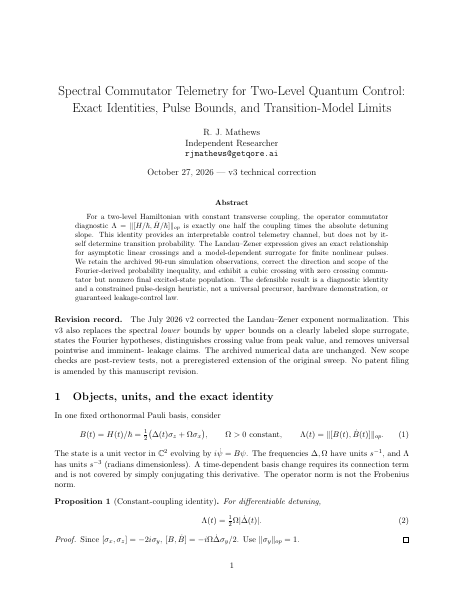 Spectral Commutator Telemetry for Two-Level Quantum Control:
Exact Identities, Pulse Bounds, and Transition-Model Limits
R. J. Mathews
Independent Researcher
rjmathews@getqore.ai
October 27, 2026 — v3 technical correction
Abstract
For a two-level Hamiltonian with constant transverse coupling, the operator commutator
diagnostic Λ = ‖[H/ℏ, Ḣ/ℏ]‖op is exactly one half the coupling times the absolute detuning
slope. This identity provides an interpretable control telemetry channel, but does not by it-
self determine transition probability. The Landau–Zener expression gives an exact relationship
for asymptotic linear crossings and a model-dependent surrogate for finite nonlinear pulses.
We retain the archived 90-run simulation observations, correct the direction and scope of the
Fourier-derived probability inequality, and exhibit a cubic crossing with zero crossing commu-
tator but nonzero final excited-state population. The defensible result is a diagnostic identity
and a constrained pulse-design heuristic, not a universal precursor, hardware demonstration, or
guaranteed leakage-control law.
Revision record. The July 2026 v2 corrected the Landau–Zener exponent normalization. This
v3 also replaces the spectral lower bounds by upper bounds on a clearly labeled slope surrogate,
states the Fourier hypotheses, distinguishes crossing value from peak value, and removes universal
pointwise and imminent- leakage claims. The archived numerical data are unchanged. New scope
checks are post-review tests, not a preregistered extension of the original sweep. No patent filing
is amended by this manuscript revision.
1 Objects, units, and the exact identity
In one fixed orthonormal Pauli basis, consider
B(t) = H(t)/ℏ = ½(Δ(t)σz + Ωσx), Ω > 0 constant, Λ(t) = ‖[B(t), Ḃ(t)]‖op. (1)
The state is a unit vector in ℂ² evolving by iψ̇ = Bψ. The frequencies Δ, Ω have units s⁻¹, and Λ
has units s⁻² (radians dimensionless). A time-dependent basis change requires its connection term
and is not covered by simply conjugating this derivative. The operator norm is not the Frobenius
norm.
Proposition 1 (Constant-coupling identity). For differentiable detuning,
Λ(t) = ½Ω|Δ̇(t)|. (2)
Proof. Since [σx, σz] = −2iσy, [B, Ḃ] = −iΩΔ̇σy/2. Use ‖σy‖op = 1. □
1